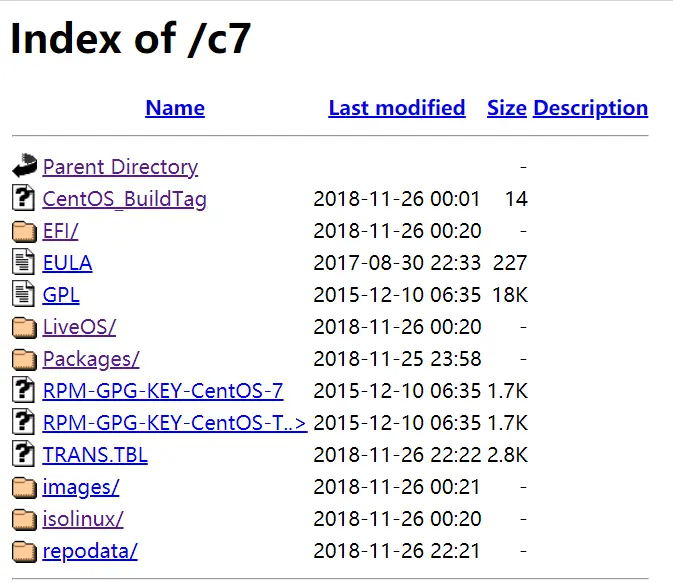 Index of /c7
Name Last modified Size Description
Parent Directory -
CentOS_BuildTag 2018-11-26 00:01 14
EFI/ 2018-11-26 00:20 -
EULA 2017-08-30 22:33 227
GPL 2015-12-10 06:35 18K
LiveOS/ 2018-11-26 00:20 -
Packages/ 2018-11-25 23:58 -
RPM-GPG-KEY-CentOS-7 2015-12-10 06:35 1.7K
RPM-GPG-KEY-CentOS-T..> 2015-12-10 06:35 1.7K
TRANS.TBL 2018-11-26 22:22 2.8K
images/ 2018-11-26 00:21 -
isolinux/ 2018-11-26 00:20 -
repodata/ 2018-11-26 22:21 -